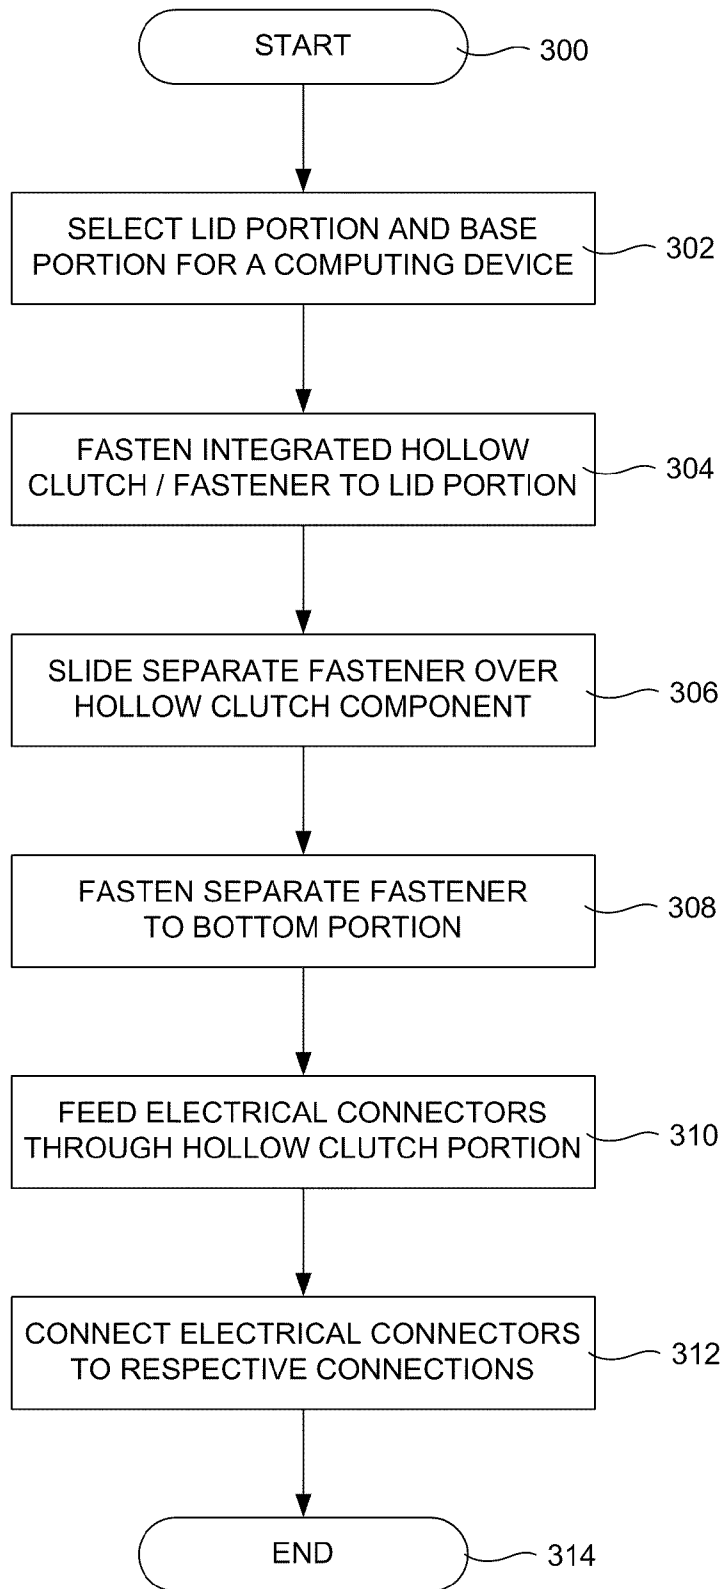 START
300
SELECT LID PORTION AND BASE
PORTION FOR A COMPUTING DEVICE
302
FASTEN INTEGRATED HOLLOW
CLUTCH / FASTENER TO LID PORTION
304
SLIDE SEPARATE FASTENER OVER
HOLLOW CLUTCH COMPONENT
306
FASTEN SEPARATE FASTENER
TO BOTTOM PORTION
308
FEED ELECTRICAL CONNECTORS
THROUGH HOLLOW CLUTCH PORTION
310
CONNECT ELECTRICAL CONNECTORS
TO RESPECTIVE CONNECTIONS
312
END
314